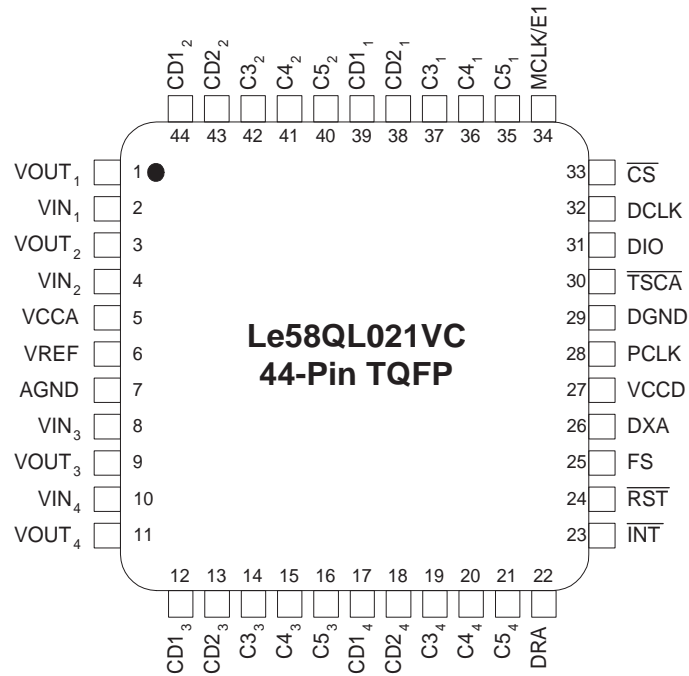 CD1₂ CD2₂ C3₂ C4₂ C5₂ CD1₁ CD2₁ C3₁ C4₁ C5₁ MCLK/E1
44 43 42 41 40 39 38 37 36 35 34
VOUT₁ 1
VIN₁ 2
VOUT₂ 3
VIN₂ 4
VCCA 5
VREF 6
AGND 7
VIN₃ 8
VOUT₃ 9
VIN₄ 10
VOUT₄ 11
Le58QL021VC
44-Pin TQFP
33 C̅S̅
32 DCLK
31 DIO
30 T̅S̅C̅A̅
29 DGND
28 PCLK
27 VCCD
26 DXA
25 FS
24 R̅S̅T̅
23 I̅N̅T̅
12 13 14 15 16 17 18 19 20 21 22
CD1₃ CD2₃ C3₃ C4₃ C5₃ CD1₄ CD2₄ C3₄ C4₄ C5₄ DRA